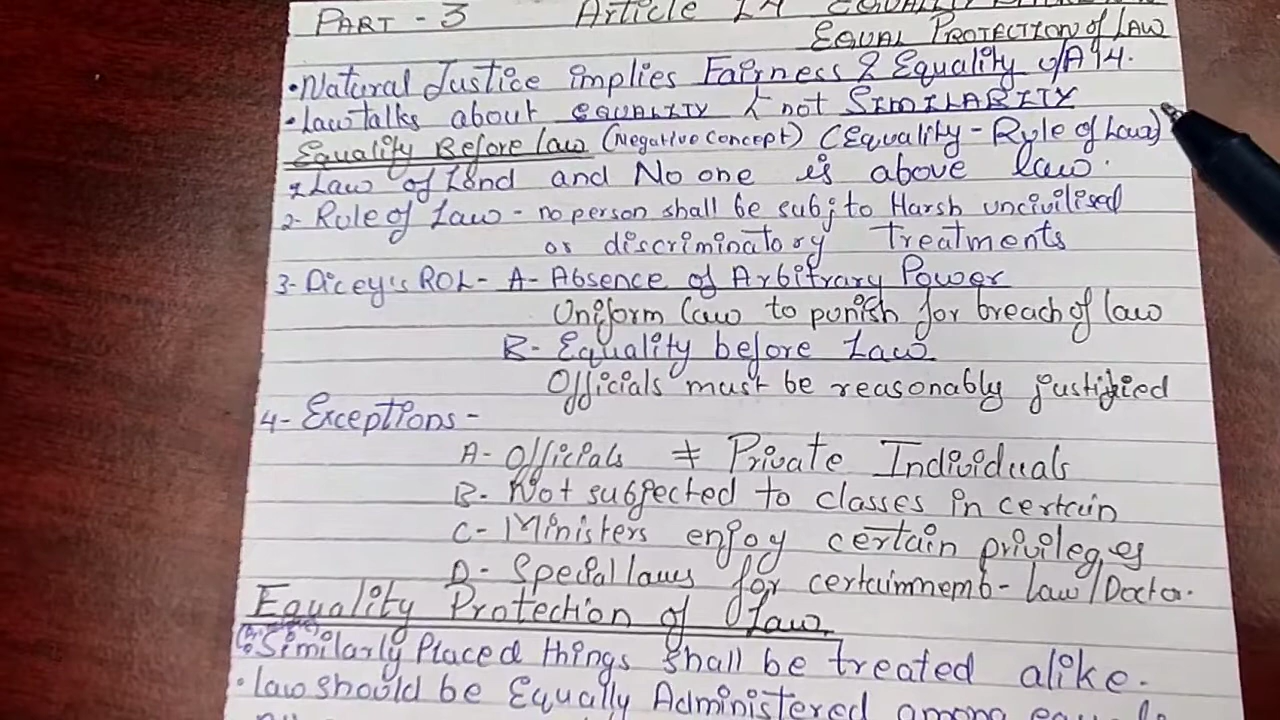 PART - 3 Article 14 EQUALITY
EQUAL PROTECTION of LAW
• Natural Justice implies Fairness & Equality u/A 14.
• Law talks about EQUALITY & not SIMILARITY
Equality Before law (Negative concept) (Equality - Rule of Law)
1- Law of Land and No one is above law.
2- Rule of Law - no person shall be subj to Harsh uncivilised
or discriminatory treatments
3- Dicey's ROL - A- Absence of Arbitrary Power
Uniform law to punish for breach of law
B- Equality before Law
Officials must be reasonably justified
4- Exceptions -
A- Officials ≠ Private Individuals
B- Not subjected to classes in certain
C- Ministers enjoy certain privileges
D- Special laws for certain memb - Law/Doctor.
Equality Protection of Law
Similarly Placed things shall be treated alike.
• law should be Equally Administered among